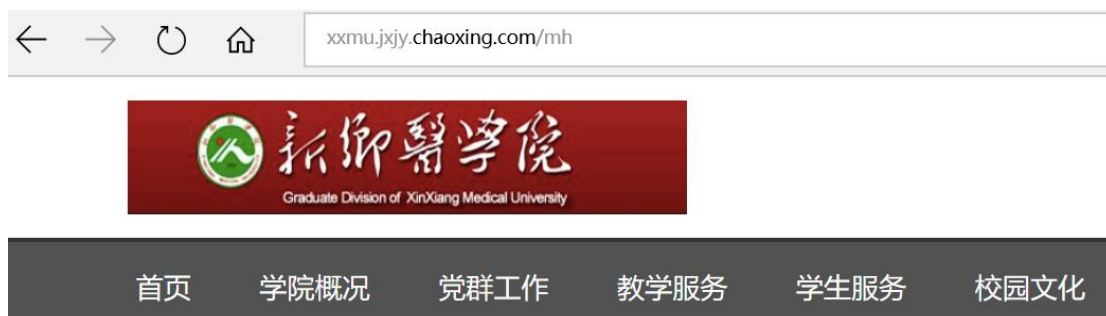 xxmu.jxjy.chaoxing.com/mh
新鄉醫學院
Graduate Division of XinXiang Medical University
首页 学院概况 党群工作 教学服务 学生服务 校园文化